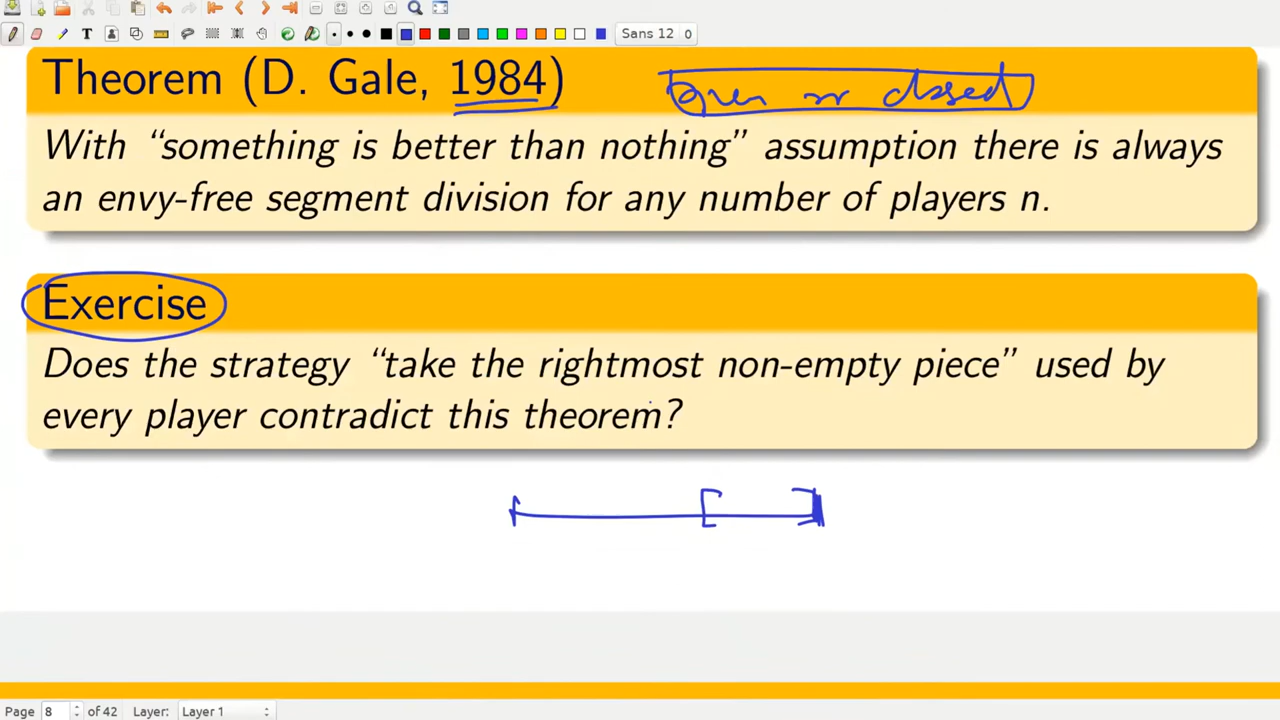 Sans 12 0
Theorem (D. Gale, 1984) open or closed
With “something is better than nothing” assumption there is always
an envy-free segment division for any number of players n.
Exercise
Does the strategy “take the rightmost non-empty piece” used by
every player contradict this theorem?
Page 8 of 42 Layer: Layer 1